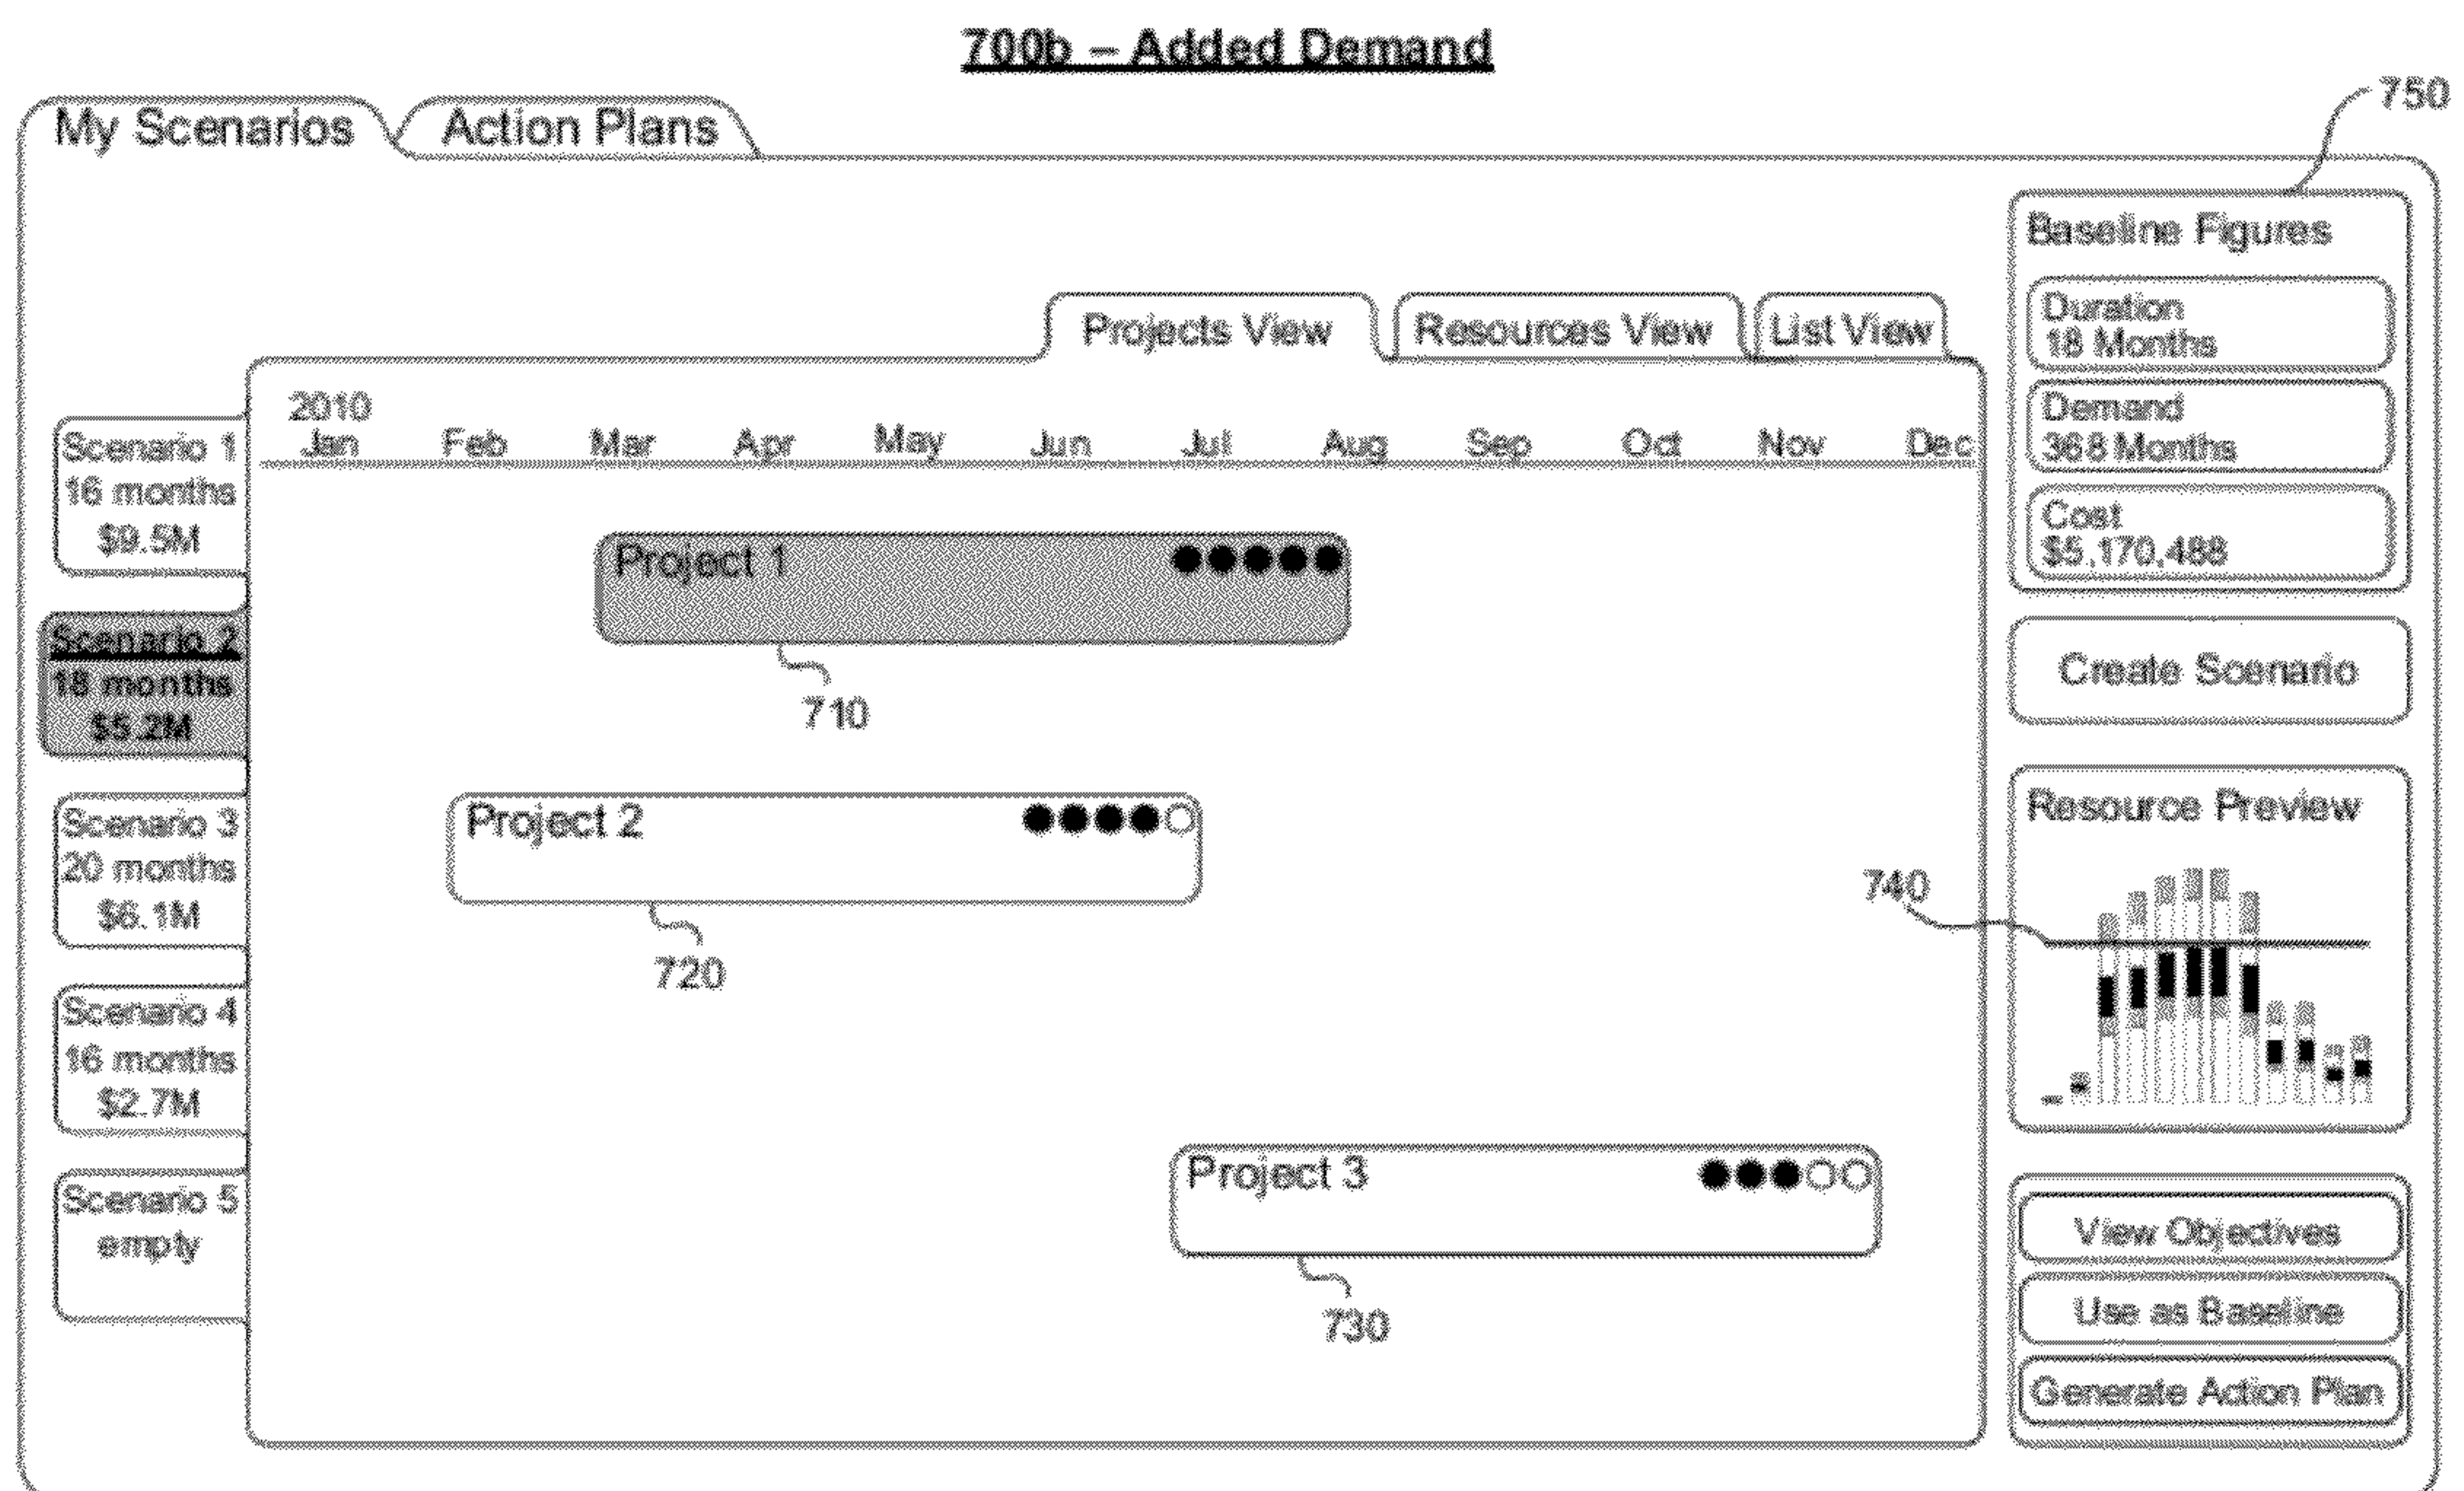 700b – Added Demand
750
My Scenarios
Action Plans
Projects View
Resources View
List View
2010
Jan Feb Mar Apr May Jun Jul Aug Sep Oct Nov Dec
Scenario 1
16 months
$9.5M
Scenario 2
18 months
$5.2M
Scenario 3
20 months
$6.1M
Scenario 4
16 months
$2.7M
Scenario 5
empty
Project 1
710
Project 2
720
Project 3
730
Baseline Figures
Duration
18 Months
Demand
368 Months
Cost
$5,170,488
Create Scenario
Resource Preview
740
View Objectives
Use as Baseline
Generate Action Plan